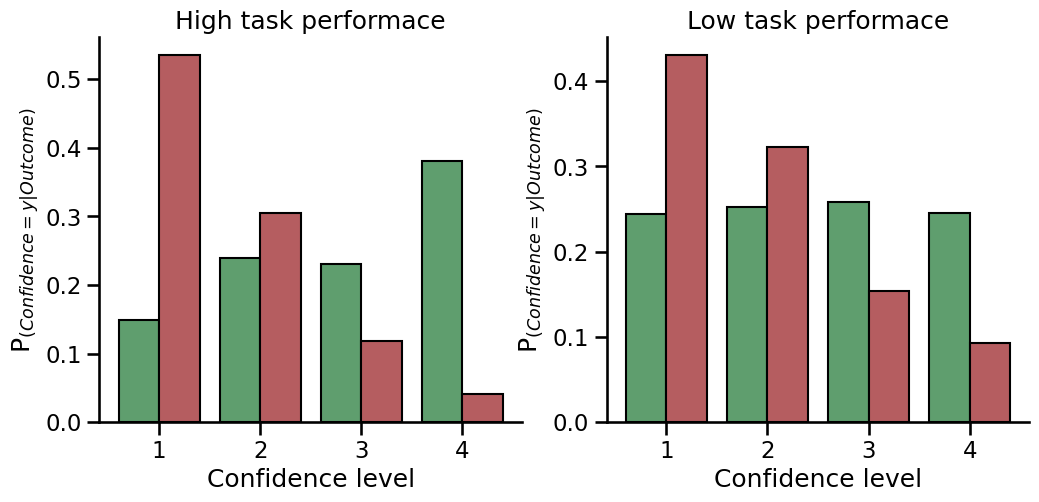 High task performace
P(Confidence = y|Outcome)
0.5
0.4
0.3
0.2
0.1
0.0
1 2 3 4
Confidence level
Low task performace
P(Confidence = y|Outcome)
0.4
0.3
0.2
0.1
0.0
1 2 3 4
Confidence level